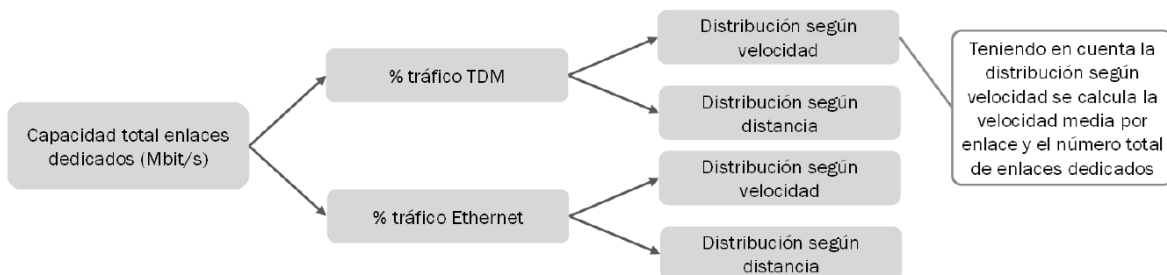 Capacidad total enlaces
dedicados (Mbit/s)
% tráfico TDM
% tráfico Ethernet
Distribución según
velocidad
Distribución según
distancia
Distribución según
velocidad
Distribución según
distancia
Teniendo en cuenta la
distribución según
velocidad se calcula la
velocidad media por
enlace y el número total
de enlaces dedicados